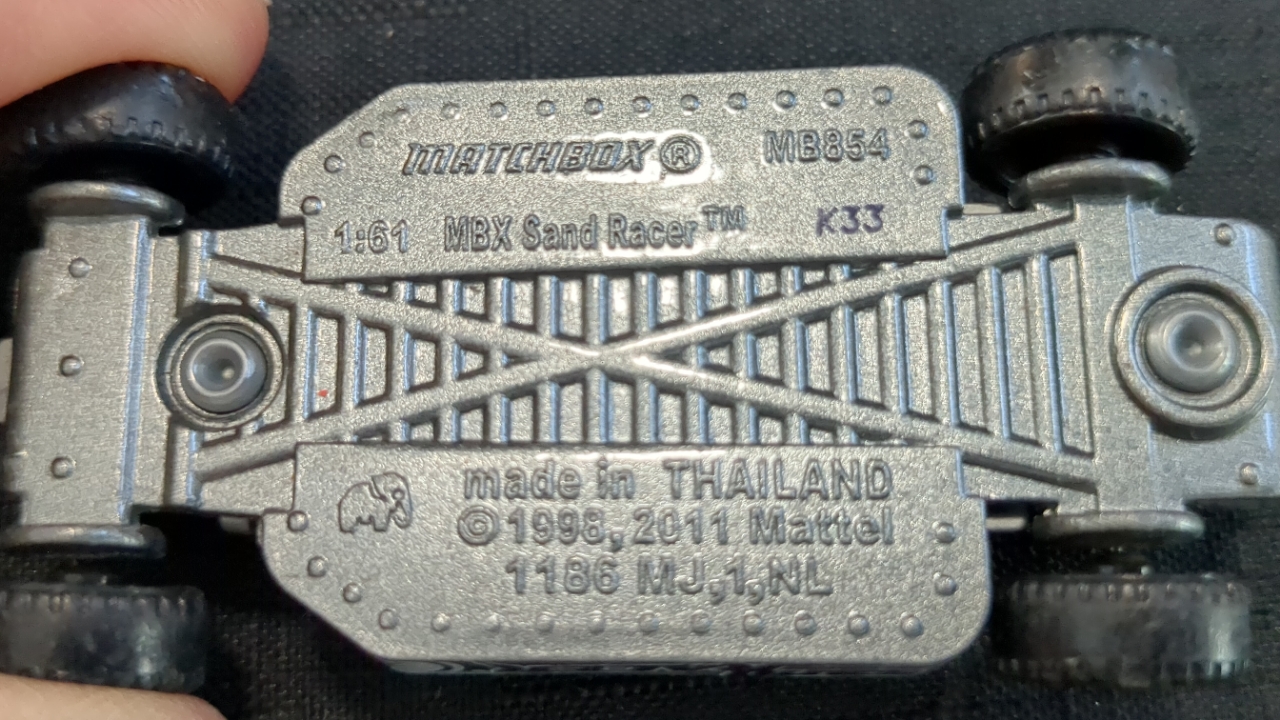 MATCHBOX® MB854
1:61 MBX Sand Racer™ K33
made in THAILAND
©1998, 2011 Mattel
1186 MJ,1,NL